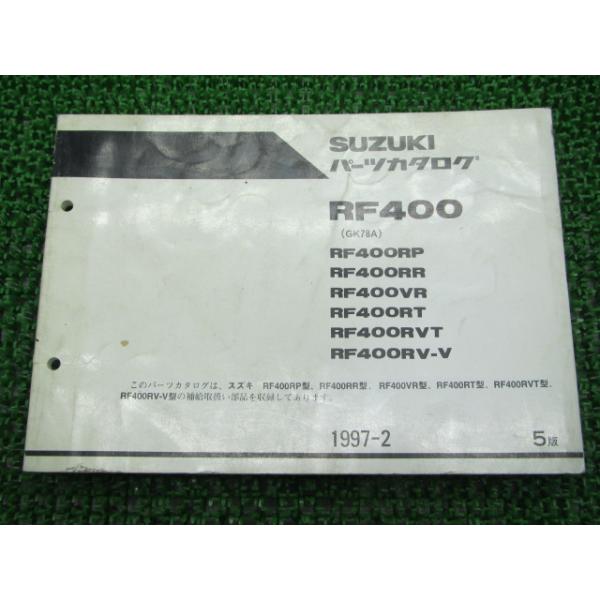 SUZUKI
パーツカタログ
RF400
(GK78A)
RF400RP
RF400RR
RF400VR
RF400RT
RF400RVT
RF400RV-V
このパーツカタログは、スズキ RF400RP型、RF400RR型、RF400VR型、RF400RT型、RF400RVT型、
RF400RV-V型の補給取扱い部品を収録してあります。
1997-2
5版